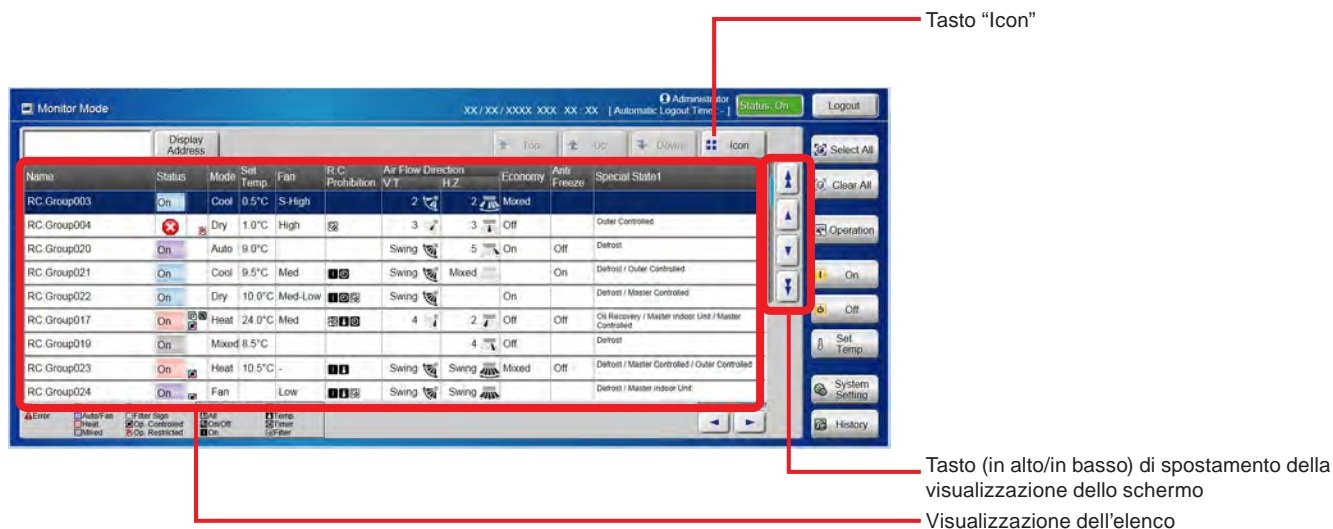 Tasto “Icon”
Monitor Mode
XX / XX / XXXX XXX XX : XX [ Automatic Logout Timer - ]
Administrator
Status: On
Logout
Display Address
Top
Up
Down
Icon
Select All
Clear All
Operation
On
Off
Set Temp.
System Setting
History
Name Status Mode Set Temp. Fan R.C. Prohibition Air Flow Direction V.T. H.Z. Economy Anti Freeze Special State1
RC.Group003 On Cool 0.5°C S-High 2 2 Mixed
RC.Group004 Dry 1.0°C High 3 3 Off Outer Controlled
RC.Group020 On Auto 9.0°C Swing 5 On Off Defrost
RC.Group021 On Cool 9.5°C Med Swing Mixed On Defrost / Outer Controlled
RC.Group022 On Dry 10.0°C Med-Low Swing On Defrost / Master Controlled
RC.Group017 On Heat 24.0°C Med 4 2 Off Off Oil Recovery / Master indoor Unit / Master Controlled
RC.Group019 On Mixed 8.5°C 4 Off Defrost
RC.Group023 On Heat 10.5°C - Swing Swing Mixed Off Defrost / Master Controlled / Outer Controlled
RC.Group024 On Fan Low Swing Swing Defrost / Master indoor Unit
Error Auto/Fan Filter Sign All Temp.
Heat Op. Controlled On/Off Timer
Mixed Op. Restricted On Filter
Tasto (in alto/in basso) di spostamento della
visualizzazione dello schermo
Visualizzazione dell’elenco